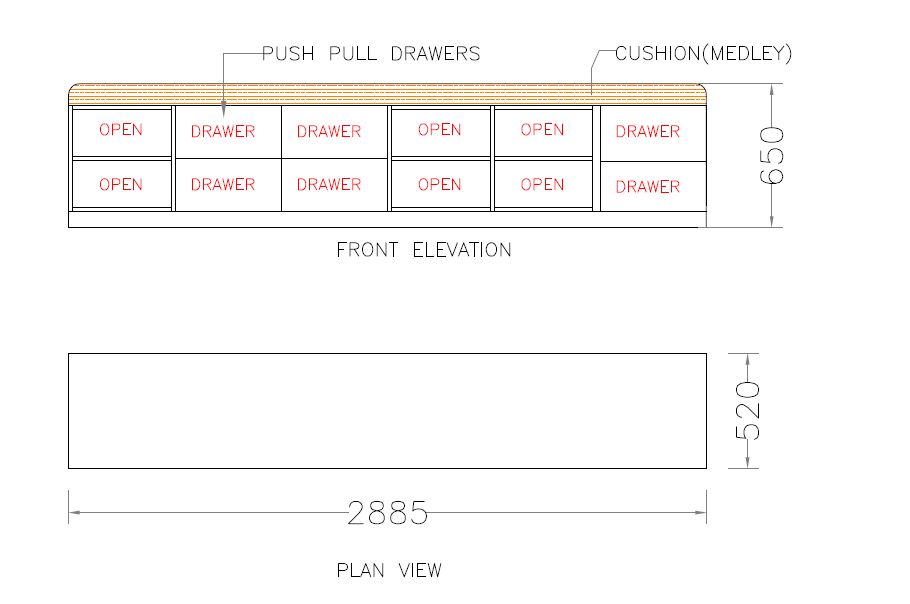 PUSH PULL DRAWERS
CUSHION(MEDLEY)
OPEN DRAWER DRAWER OPEN OPEN DRAWER
OPEN DRAWER DRAWER OPEN OPEN DRAWER
650
FRONT ELEVATION
520
2885
PLAN VIEW